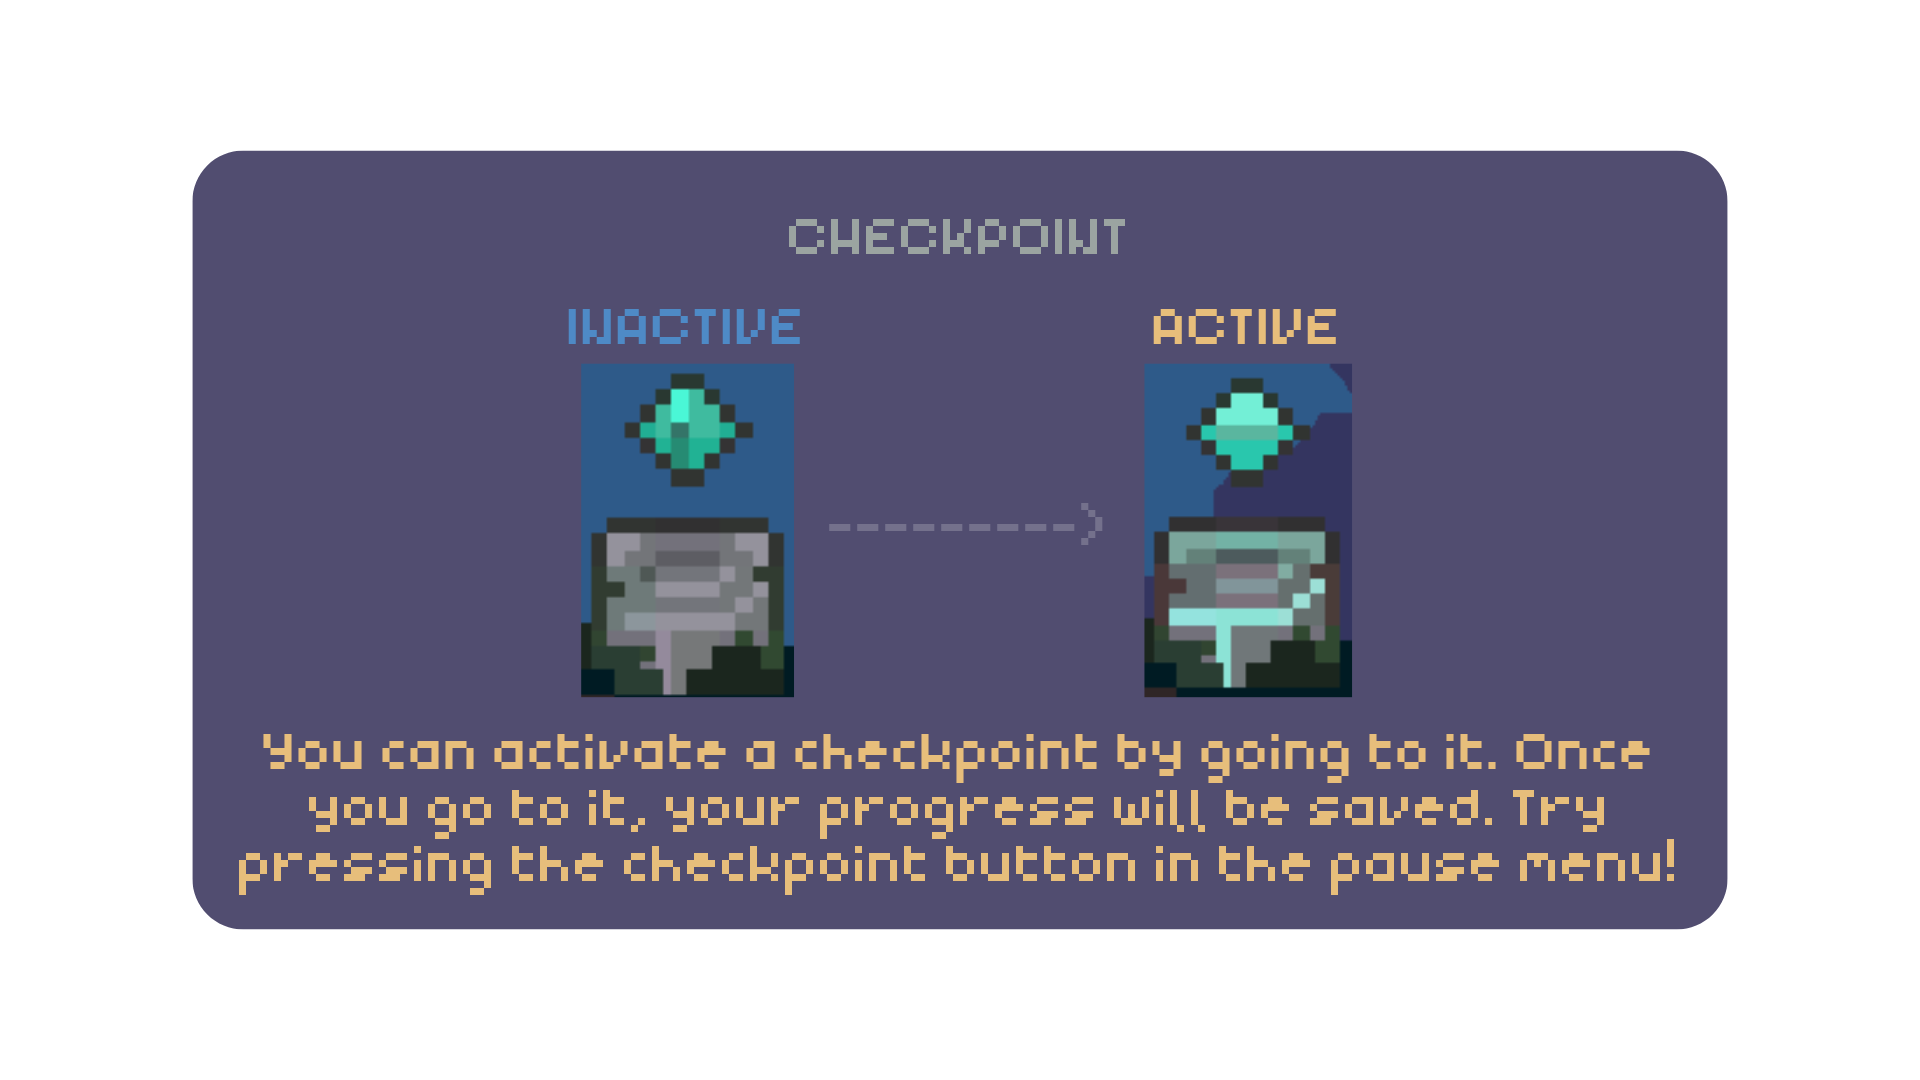 CHECKPOINT
INACTIVE
ACTIVE
You can activate a checkpoint by going to it. Once
you go to it, your progress will be saved. Try
pressing the checkpoint button in the pause menu!